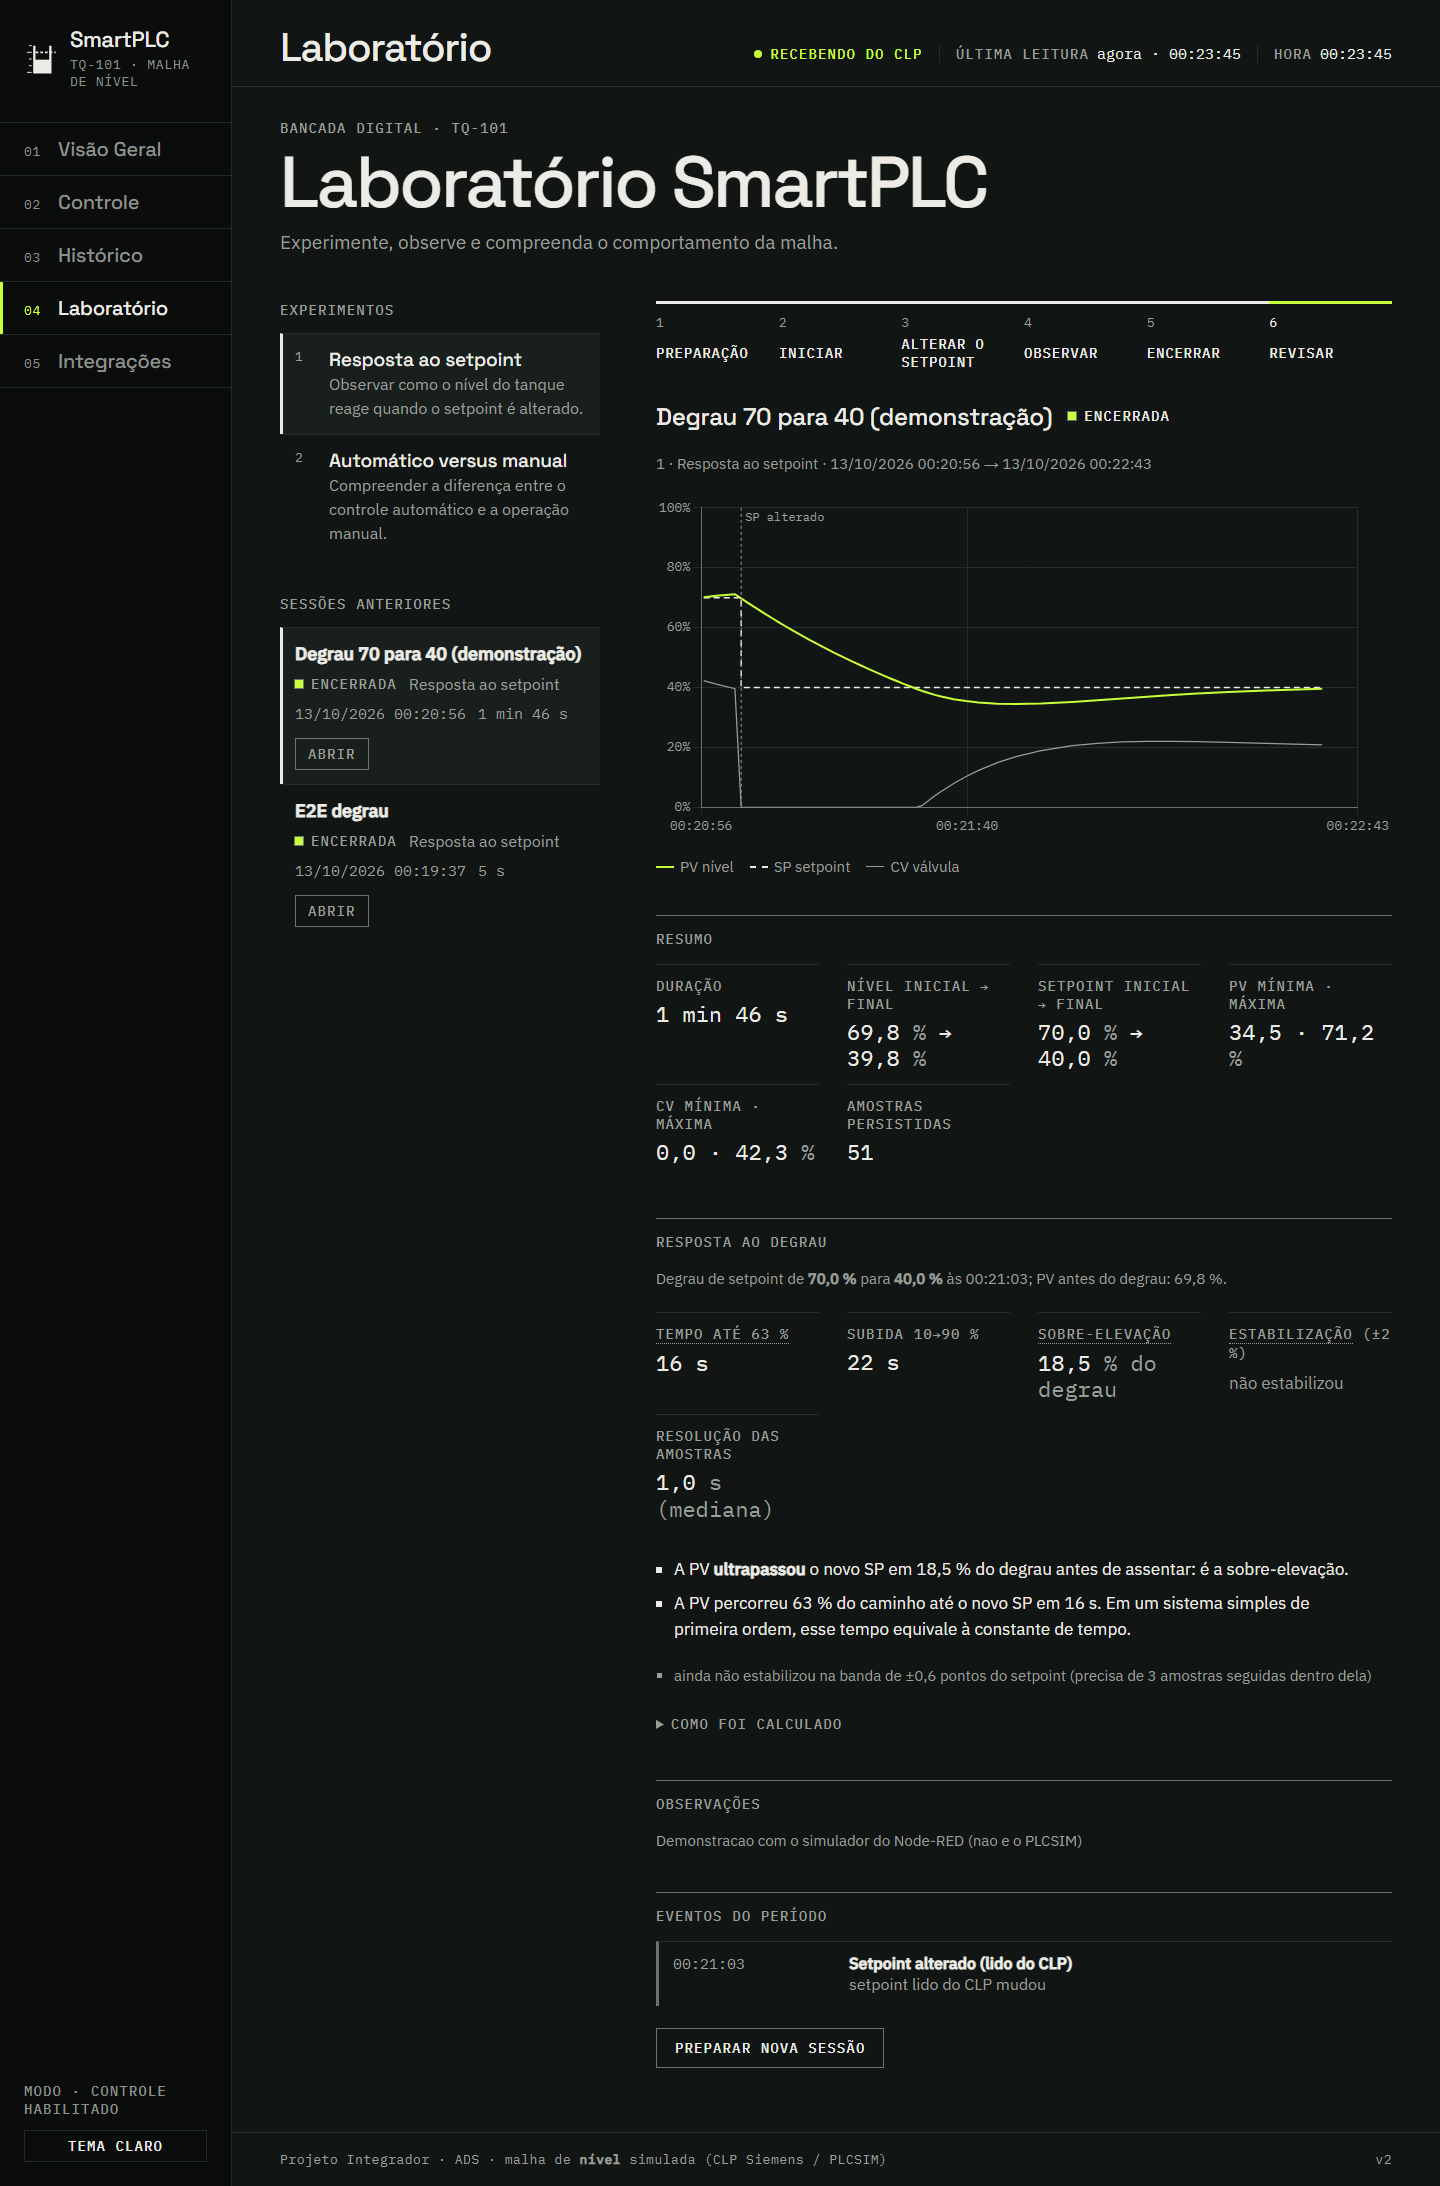 SmartPLC
TQ-101 · MALHA
DE NÍVEL
01 Visão Geral
02 Controle
03 Histórico
04 Laboratório
05 Integrações
MODO · CONTROLE
HABILITADO
TEMA CLARO
Laboratório
RECEBENDO DO CLP ÚLTIMA LEITURA agora · 00:23:45 HORA 00:23:45
BANCADA DIGITAL · TQ-101
Laboratório SmartPLC
Experimente, observe e compreenda o comportamento da malha.
EXPERIMENTOS
1 Resposta ao setpoint
Observar como o nível do tanque
reage quando o setpoint é alterado.
2 Automático versus manual
Compreender a diferença entre o
controle automático e a operação
manual.
SESSÕES ANTERIORES
Degrau 70 para 40 (demonstração)
ENCERRADA Resposta ao setpoint
13/10/2026 00:20:56 1 min 46 s
ABRIR
E2E degrau
ENCERRADA Resposta ao setpoint
13/10/2026 00:19:37 5 s
ABRIR
1 PREPARAÇÃO
2 INICIAR
3 ALTERAR O
SETPOINT
4 OBSERVAR
5 ENCERRAR
6 REVISAR
Degrau 70 para 40 (demonstração) ENCERRADA
1 · Resposta ao setpoint · 13/10/2026 00:20:56 → 13/10/2026 00:22:43
100%
SP alterado
80%
60%
40%
20%
0%
00:20:56 00:21:40 00:22:43
PV nível SP setpoint CV válvula
RESUMO
DURAÇÃO
1 min 46 s
NÍVEL INICIAL →
FINAL
69,8 % →
39,8 %
SETPOINT INICIAL
→ FINAL
70,0 % →
40,0 %
PV MÍNIMA ·
MÁXIMA
34,5 · 71,2
%
CV MÍNIMA ·
MÁXIMA
0,0 · 42,3 %
AMOSTRAS
PERSISTIDAS
51
RESPOSTA AO DEGRAU
Degrau de setpoint de 70,0 % para 40,0 % às 00:21:03; PV antes do degrau: 69,8 %.
TEMPO ATÉ 63 %
16 s
SUBIDA 10→90 %
22 s
SOBRE-ELEVAÇÃO
18,5 % do
degrau
ESTABILIZAÇÃO (±2
%)
não estabilizou
RESOLUÇÃO DAS
AMOSTRAS
1,0 s
(mediana)
A PV ultrapassou o novo SP em 18,5 % do degrau antes de assentar: é a sobre-elevação.
A PV percorreu 63 % do caminho até o novo SP em 16 s. Em um sistema simples de
primeira ordem, esse tempo equivale à constante de tempo.
ainda não estabilizou na banda de ±0,6 pontos do setpoint (precisa de 3 amostras seguidas dentro dela)
COMO FOI CALCULADO
OBSERVAÇÕES
Demonstracao com o simulador do Node-RED (nao e o PLCSIM)
EVENTOS DO PERÍODO
00:21:03 Setpoint alterado (lido do CLP)
setpoint lido do CLP mudou
PREPARAR NOVA SESSÃO
Projeto Integrador · ADS · malha de nível simulada (CLP Siemens / PLCSIM) v2